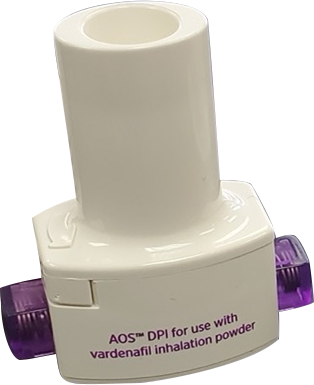 AOS™ DPI for use with
vardenafil inhalation powder